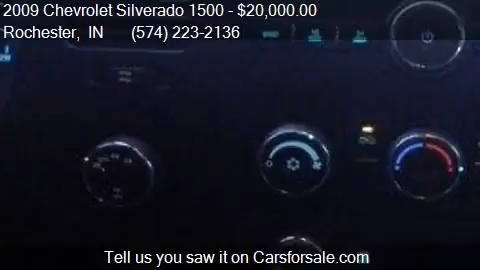 2009 Chevrolet Silverado 1500 - $20,000.00
Rochester, IN (574) 223-2136
Tell us you saw it on Carsforsale.com